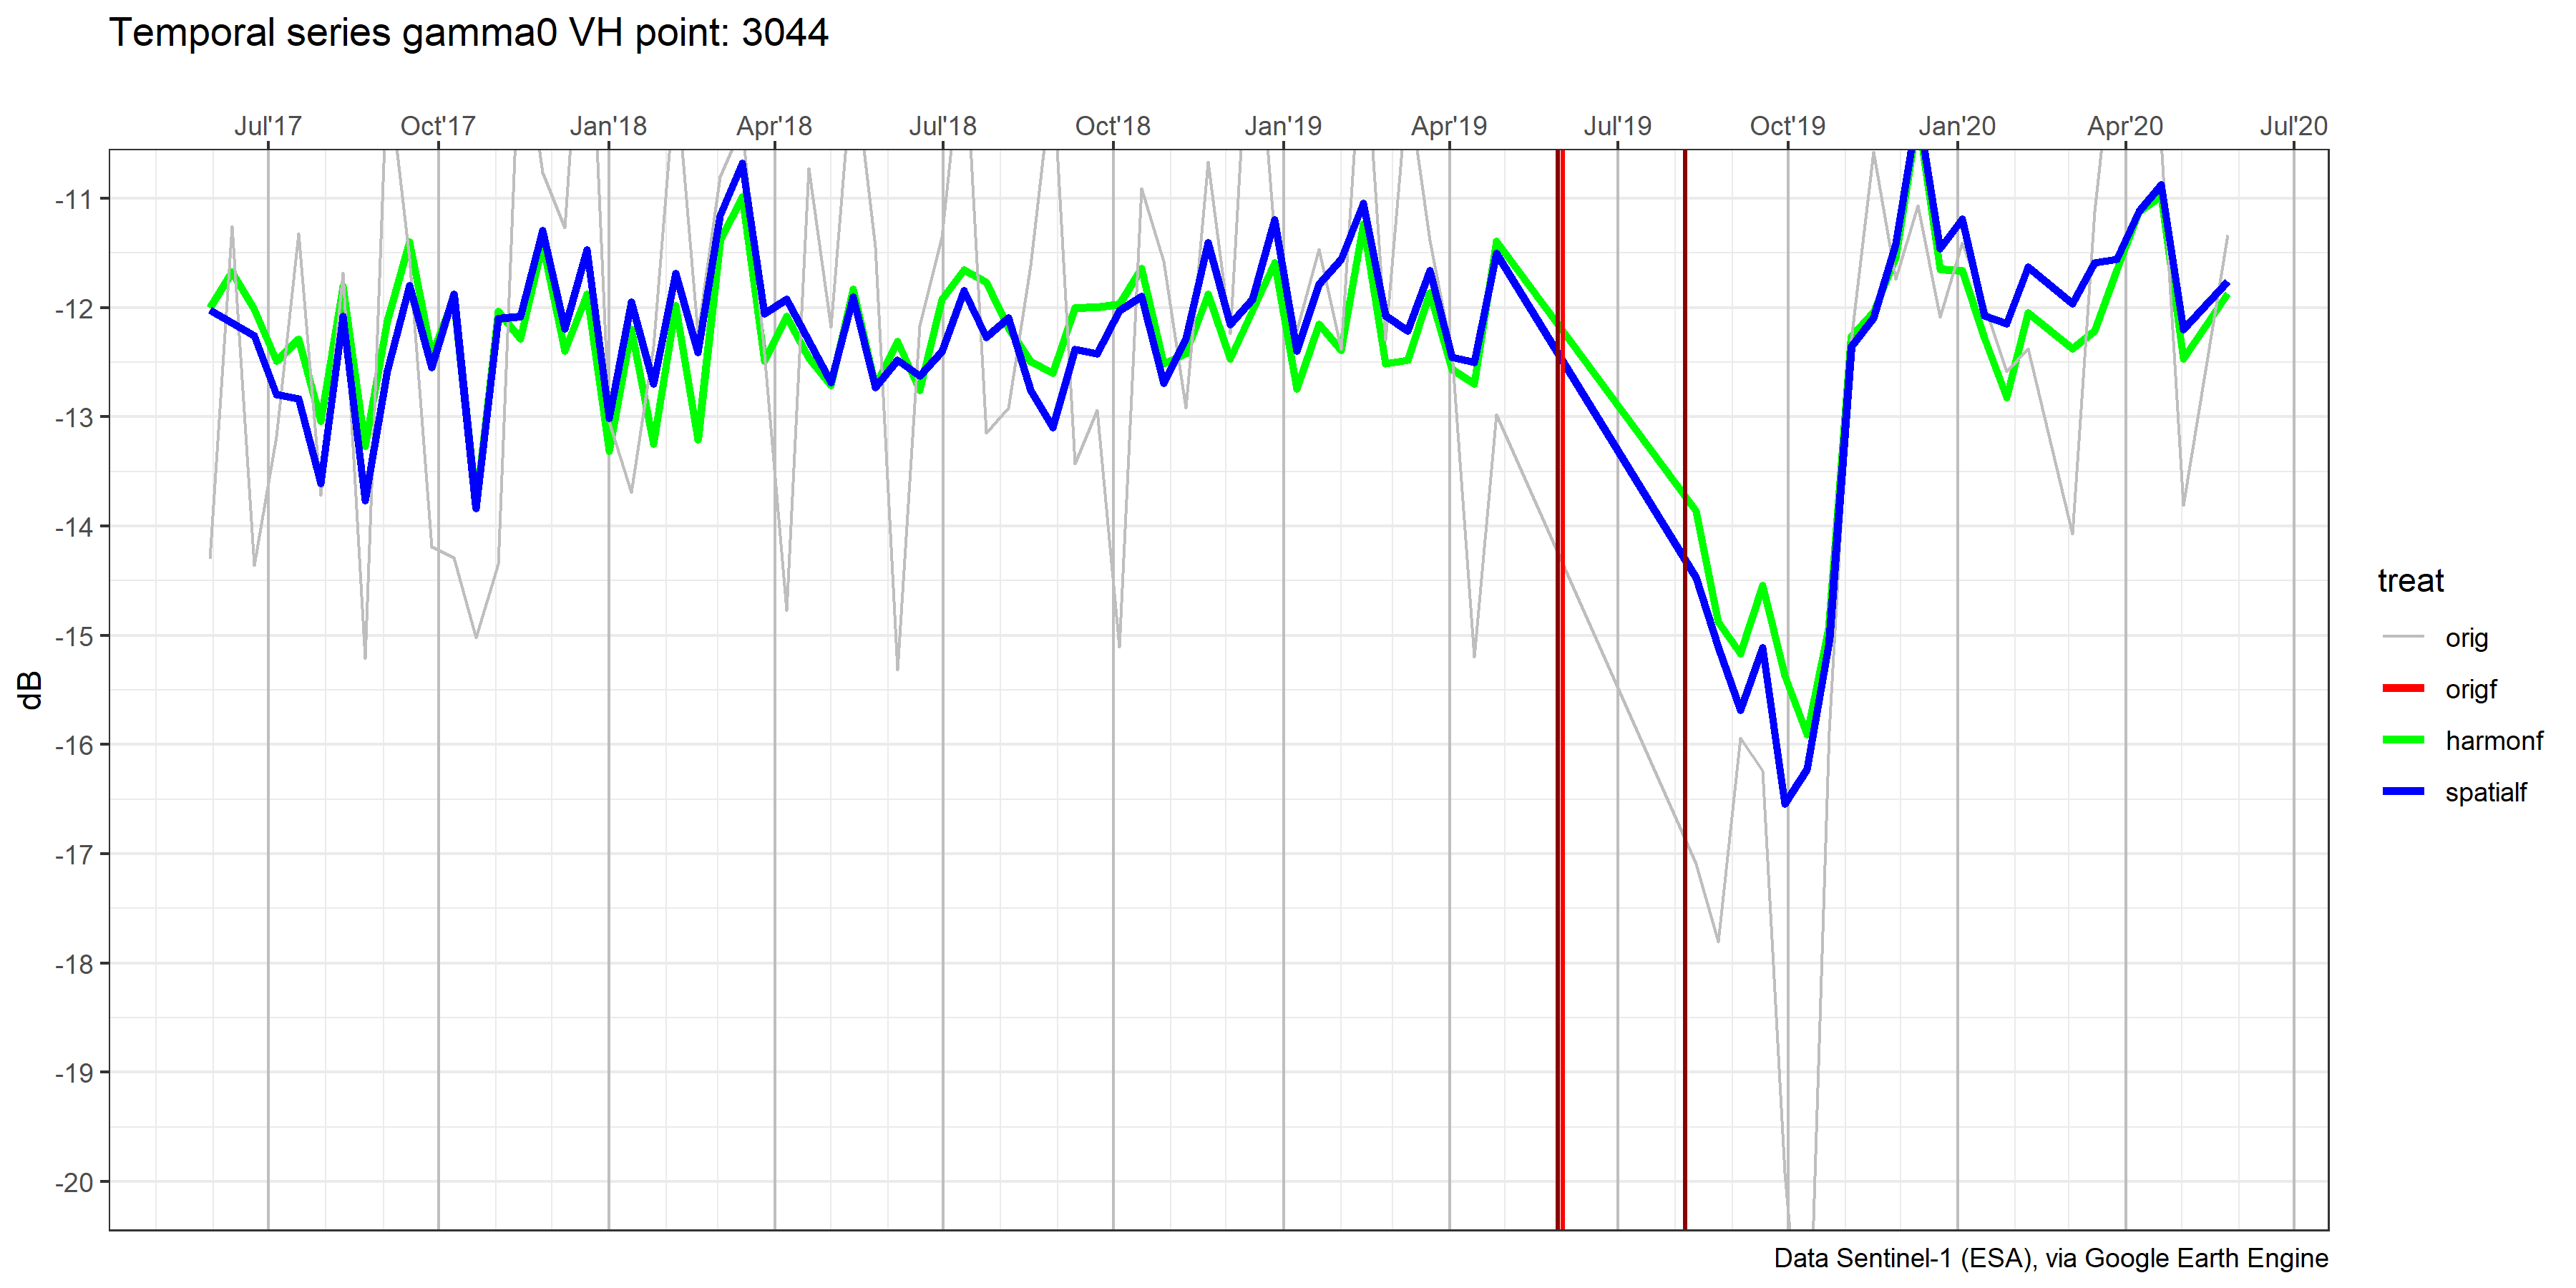 Temporal series gamma0 VH point: 3044
Jul'17 Oct'17 Jan'18 Apr'18 Jul'18 Oct'18 Jan'19 Apr'19 Jul'19 Oct'19 Jan'20 Apr'20 Jul'20
-11
-12
-13
-14
-15
-16
-17
-18
-19
-20
dB
treat
orig
origf
harmonf
spatialf
Data Sentinel-1 (ESA), via Google Earth Engine